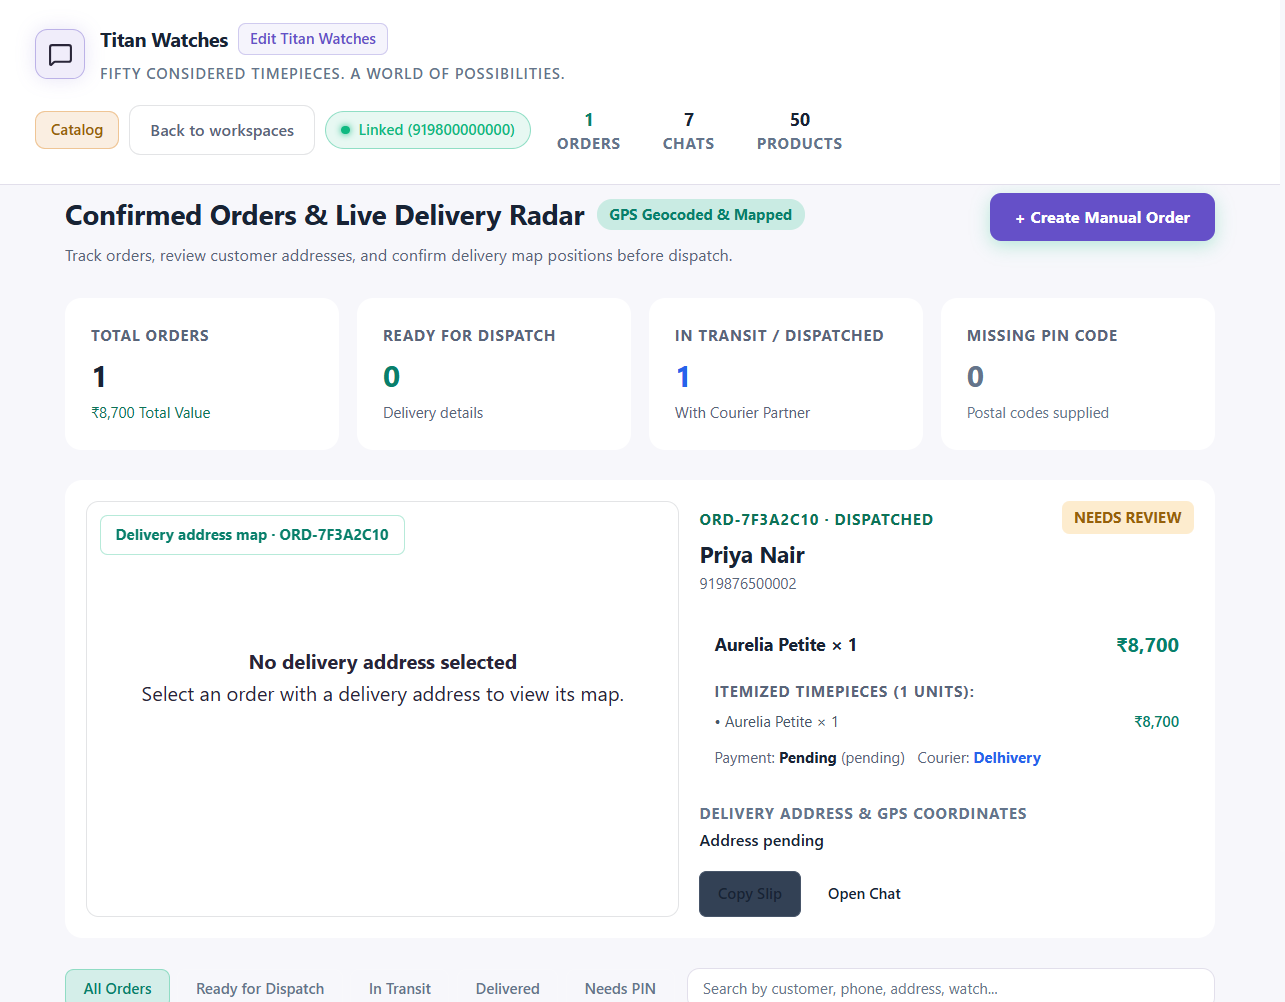 Titan Watches
Edit Titan Watches
FIFTY CONSIDERED TIMEPIECES. A WORLD OF POSSIBILITIES.
Catalog
Back to workspaces
Linked (919800000000)
1
ORDERS
7
CHATS
50
PRODUCTS
Confirmed Orders & Live Delivery Radar
GPS Geocoded & Mapped
+ Create Manual Order
Track orders, review customer addresses, and confirm delivery map positions before dispatch.
TOTAL ORDERS
1
₹8,700 Total Value
READY FOR DISPATCH
0
Delivery details
IN TRANSIT / DISPATCHED
1
With Courier Partner
MISSING PIN CODE
0
Postal codes supplied
Delivery address map · ORD-7F3A2C10
No delivery address selected
Select an order with a delivery address to view its map.
ORD-7F3A2C10 · DISPATCHED
NEEDS REVIEW
Priya Nair
919876500002
Aurelia Petite × 1
₹8,700
ITEMIZED TIMEPIECES (1 UNITS):
• Aurelia Petite × 1
₹8,700
Payment: Pending (pending) Courier: Delhivery
DELIVERY ADDRESS & GPS COORDINATES
Address pending
Copy Slip
Open Chat
All Orders
Ready for Dispatch
In Transit
Delivered
Needs PIN
Search by customer, phone, address, watch...